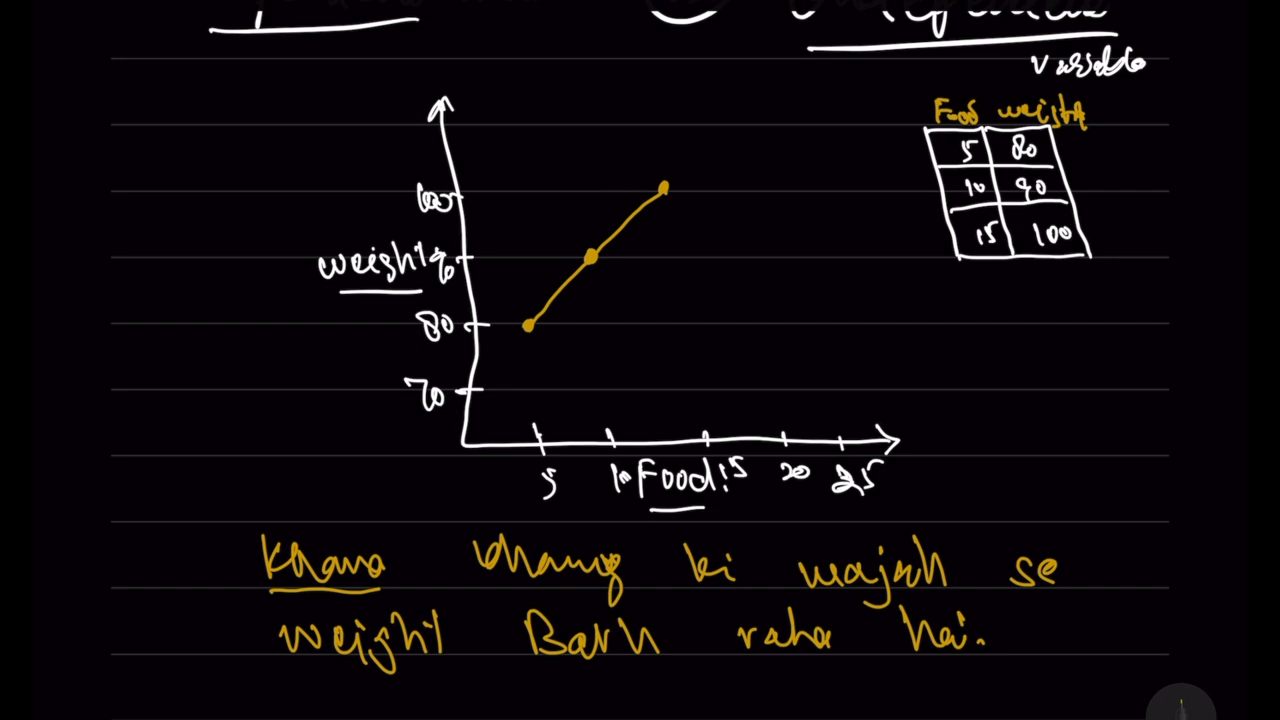 variable
Food weight
5 80
10 90
15 100
100
weight 90
80
70
5 10 Food 15 20 25
Khana khane ki wajah se
weight Barh raha hai.